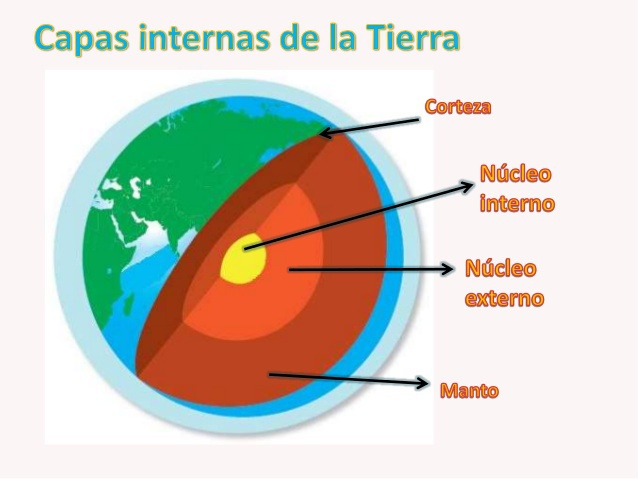 Capas internas de la Tierra
Corteza
Núcleo
interno
Núcleo
externo
Manto